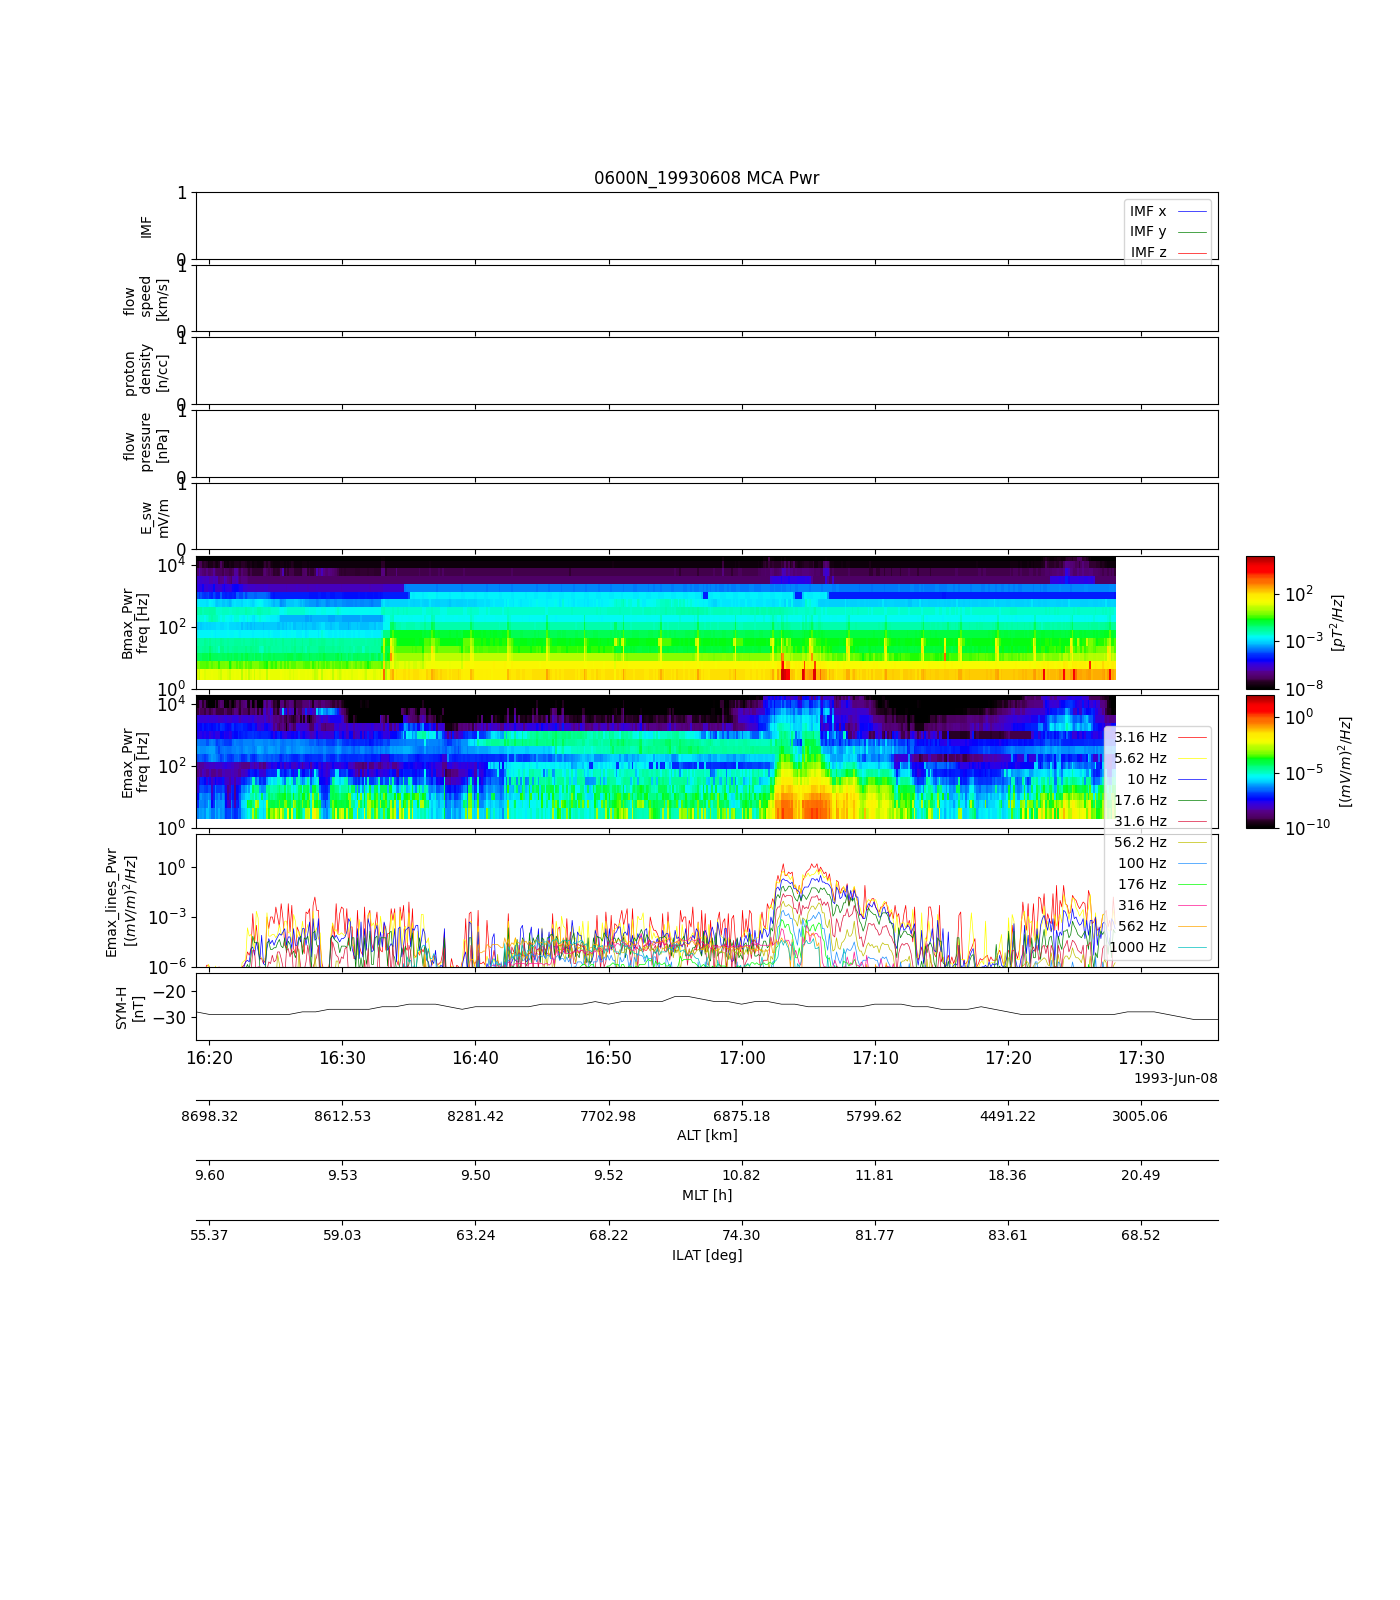 0600N_19930608 MCA Pwr
1
IMF
0
IMF x
IMF y
IMF z
1
flow
speed
[km/s]
0
1
proton
density
[n/cc]
0
1
flow
pressure
[nPa]
0
1
E_sw
mV/m
0
10^4
10^2
10^0
Bmax_Pwr
freq [Hz]
10^2
10^-3
10^-8
[pT^2/Hz]
10^4
10^2
10^0
Emax_Pwr
freq [Hz]
10^0
10^-5
10^-10
[(mV/m)^2/Hz]
3.16 Hz
5.62 Hz
10 Hz
17.6 Hz
31.6 Hz
56.2 Hz
100 Hz
176 Hz
316 Hz
562 Hz
1000 Hz
10^0
10^-3
10^-6
Emax_lines_Pwr
[(mV/m)^2/Hz]
−20
−30
SYM-H
[nT]
16:20 16:30 16:40 16:50 17:00 17:10 17:20 17:30
1993-Jun-08
8698.32 8612.53 8281.42 7702.98 6875.18 5799.62 4491.22 3005.06
ALT [km]
9.60 9.53 9.50 9.52 10.82 11.81 18.36 20.49
MLT [h]
55.37 59.03 63.24 68.22 74.30 81.77 83.61 68.52
ILAT [deg]